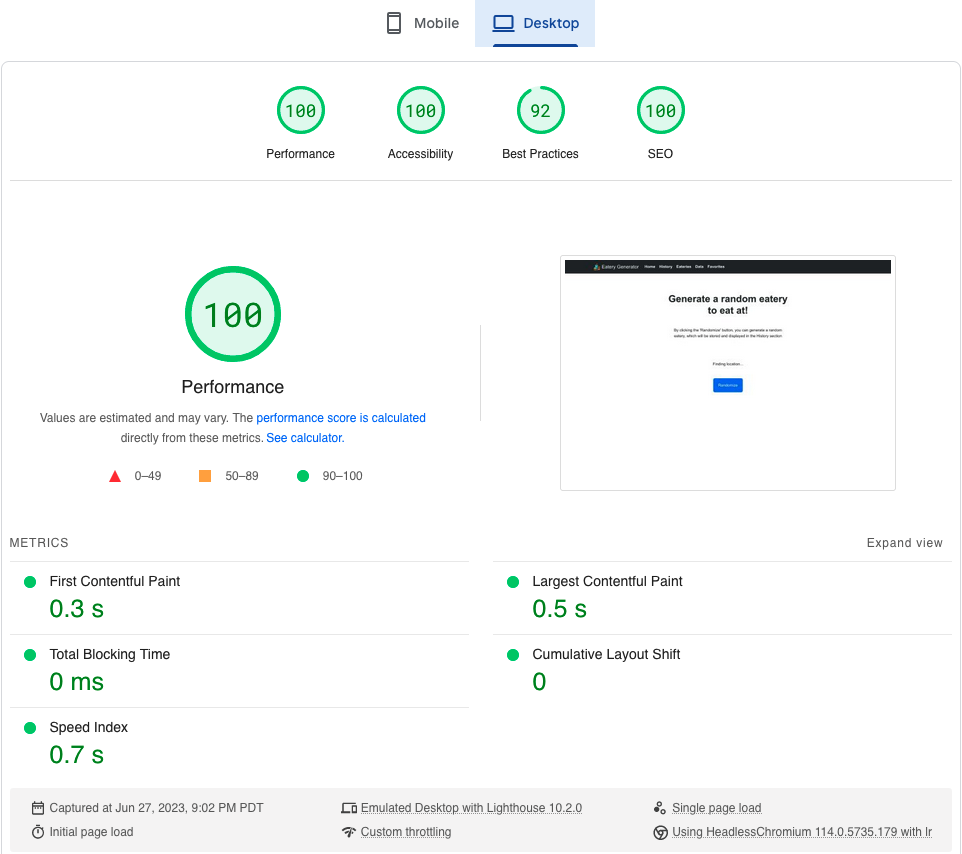 Mobile
Desktop
100
100
92
100
Performance
Accessibility
Best Practices
SEO
100
Performance
Values are estimated and may vary. The performance score is calculated
directly from these metrics. See calculator.
0–49
50–89
90–100
Eatery Generator Home History Eateries Data Favorites
Generate a random eatery
to eat at!
By clicking the 'Randomize' button, you can generate a random
eatery, which will be stored and displayed in the History section
Finding location...
Randomize
METRICS
Expand view
First Contentful Paint
0.3 s
Largest Contentful Paint
0.5 s
Total Blocking Time
0 ms
Cumulative Layout Shift
0
Speed Index
0.7 s
Captured at Jun 27, 2023, 9:02 PM PDT
Emulated Desktop with Lighthouse 10.2.0
Single page load
Initial page load
Custom throttling
Using HeadlessChromium 114.0.5735.179 with lr